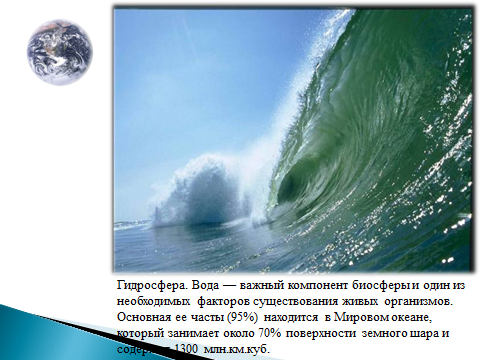 Гидросфера. Вода — важный компонент биосферы и один из
необходимых факторов существования живых организмов.
Основная ее часты (95%) находится в Мировом океане,
который занимает около 70% поверхности земного шара и
1300 млн.км.куб.